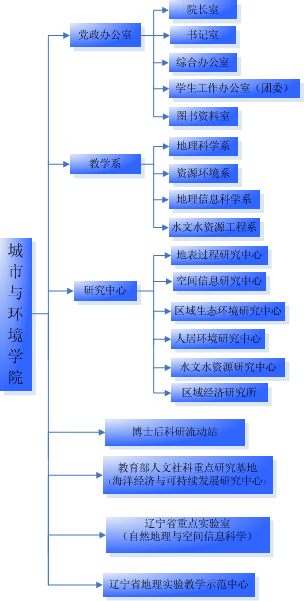 城市与环境学院
党政办公室
院长室
书记室
综合办公室
学生工作办公室（团委）
图书资料室
教学系
地理科学系
资源环境系
地理信息科学系
水文水资源工程系
研究中心
地表过程研究中心
空间信息研究中心
区域生态环境研究中心
人居环境研究中心
水文水资源研究中心
区域经济研究所
博士后科研流动站
教育部人文社科重点研究基地
（海洋经济与可持续发展研究中心）
辽宁省重点实验室
（自然地理与空间信息科学）
辽宁省地理实验教学示范中心